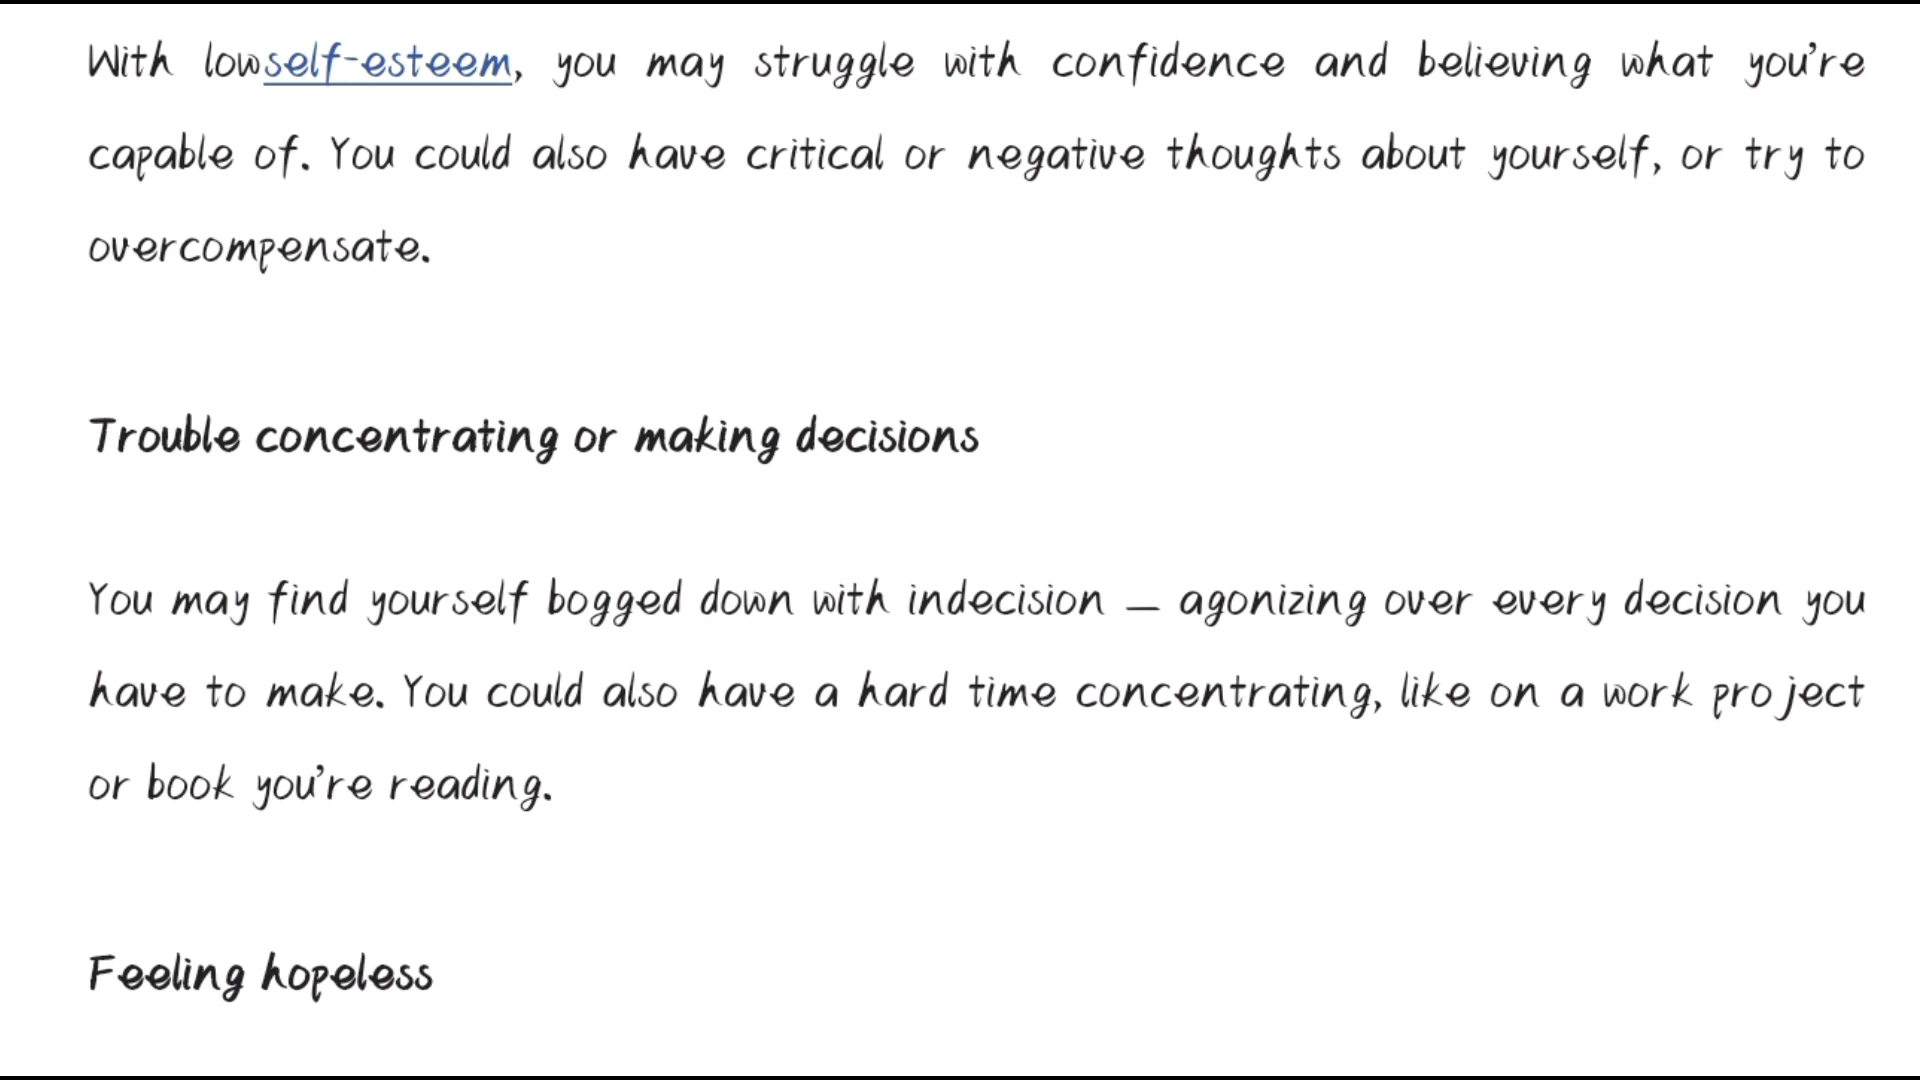 With lowself-esteem, you may struggle with confidence and believing what you're
capable of. You could also have critical or negative thoughts about yourself, or try to
overcompensate.
Trouble concentrating or making decisions
You may find yourself bogged down with indecision — agonizing over every decision you
have to make. You could also have a hard time concentrating, like on a work project
or book you're reading.
Feeling hopeless